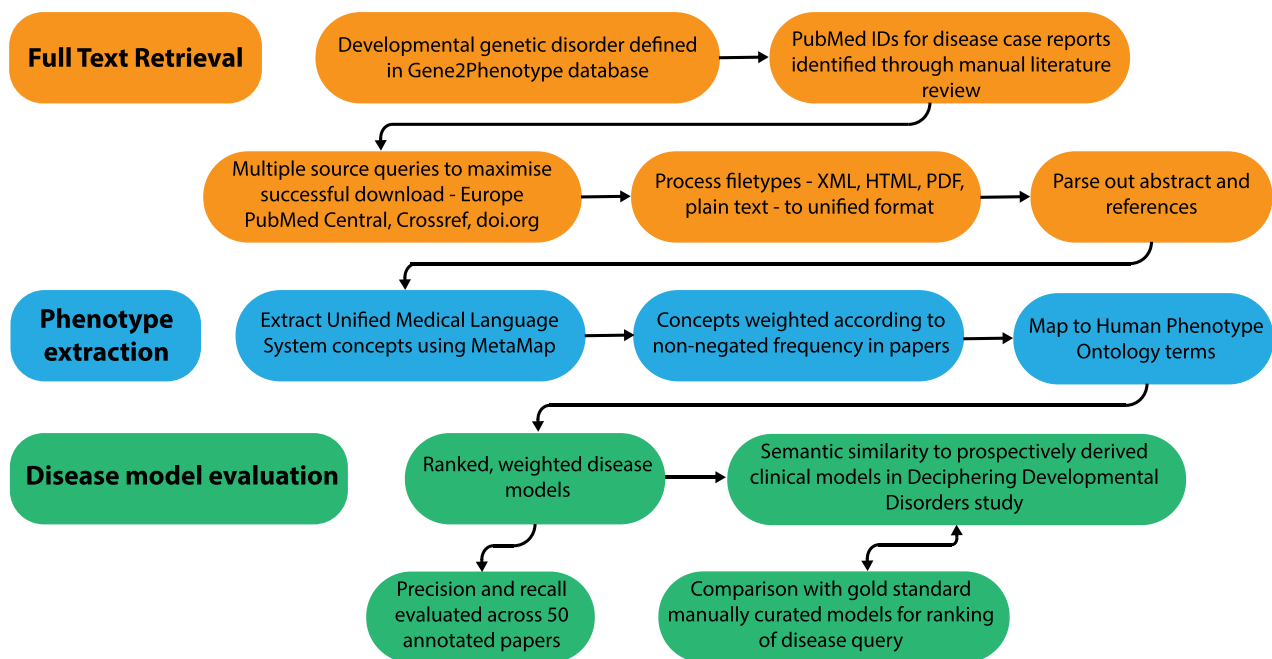 Full Text Retrieval
Developmental genetic disorder defined
in Gene2Phenotype database
PubMed IDs for disease case reports
identified through manual literature
review
Multiple source queries to maximise
successful download - Europe
PubMed Central, Crossref, doi.org
Process filetypes - XML, HTML, PDF,
plain text - to unified format
Parse out abstract and
references
Phenotype
extraction
Extract Unified Medical Language
System concepts using MetaMap
Concepts weighted according to
non-negated frequency in papers
Map to Human Phenotype
Ontology terms
Disease model evaluation
Ranked, weighted disease
models
Semantic similarity to prospectively derived
clinical models in Deciphering Developmental
Disorders study
Precision and recall
evaluated across 50
annotated papers
Comparison with gold standard
manually curated models for ranking
of disease query